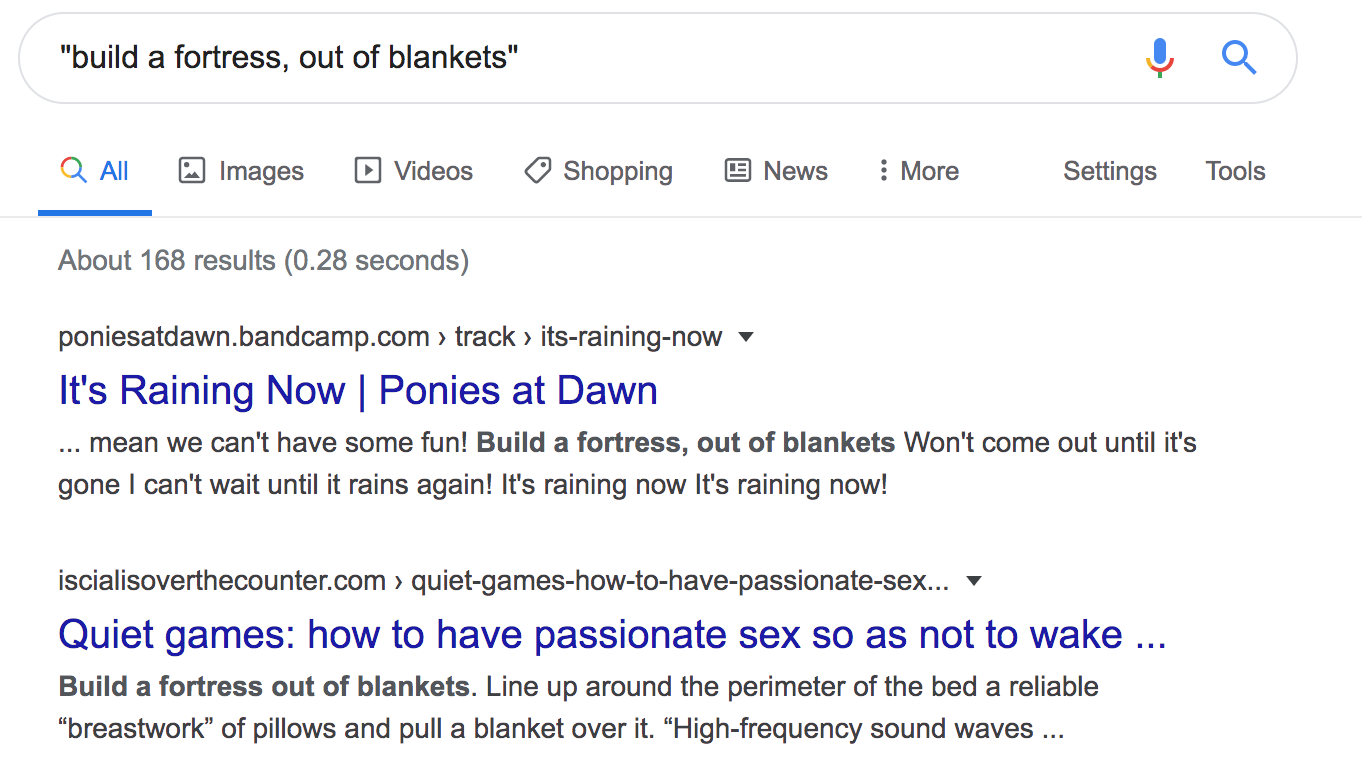 "build a fortress, out of blankets"
All Images Videos Shopping News More Settings Tools
About 168 results (0.28 seconds)
poniesatdawn.bandcamp.com › track › its-raining-now
It's Raining Now | Ponies at Dawn
... mean we can't have some fun! Build a fortress, out of blankets Won't come out until it's
gone I can't wait until it rains again! It's raining now It's raining now!
iscialisoverthecounter.com › quiet-games-how-to-have-passionate-sex...
Quiet games: how to have passionate sex so as not to wake ...
Build a fortress out of blankets. Line up around the perimeter of the bed a reliable
“breastwork” of pillows and pull a blanket over it. “High-frequency sound waves ...